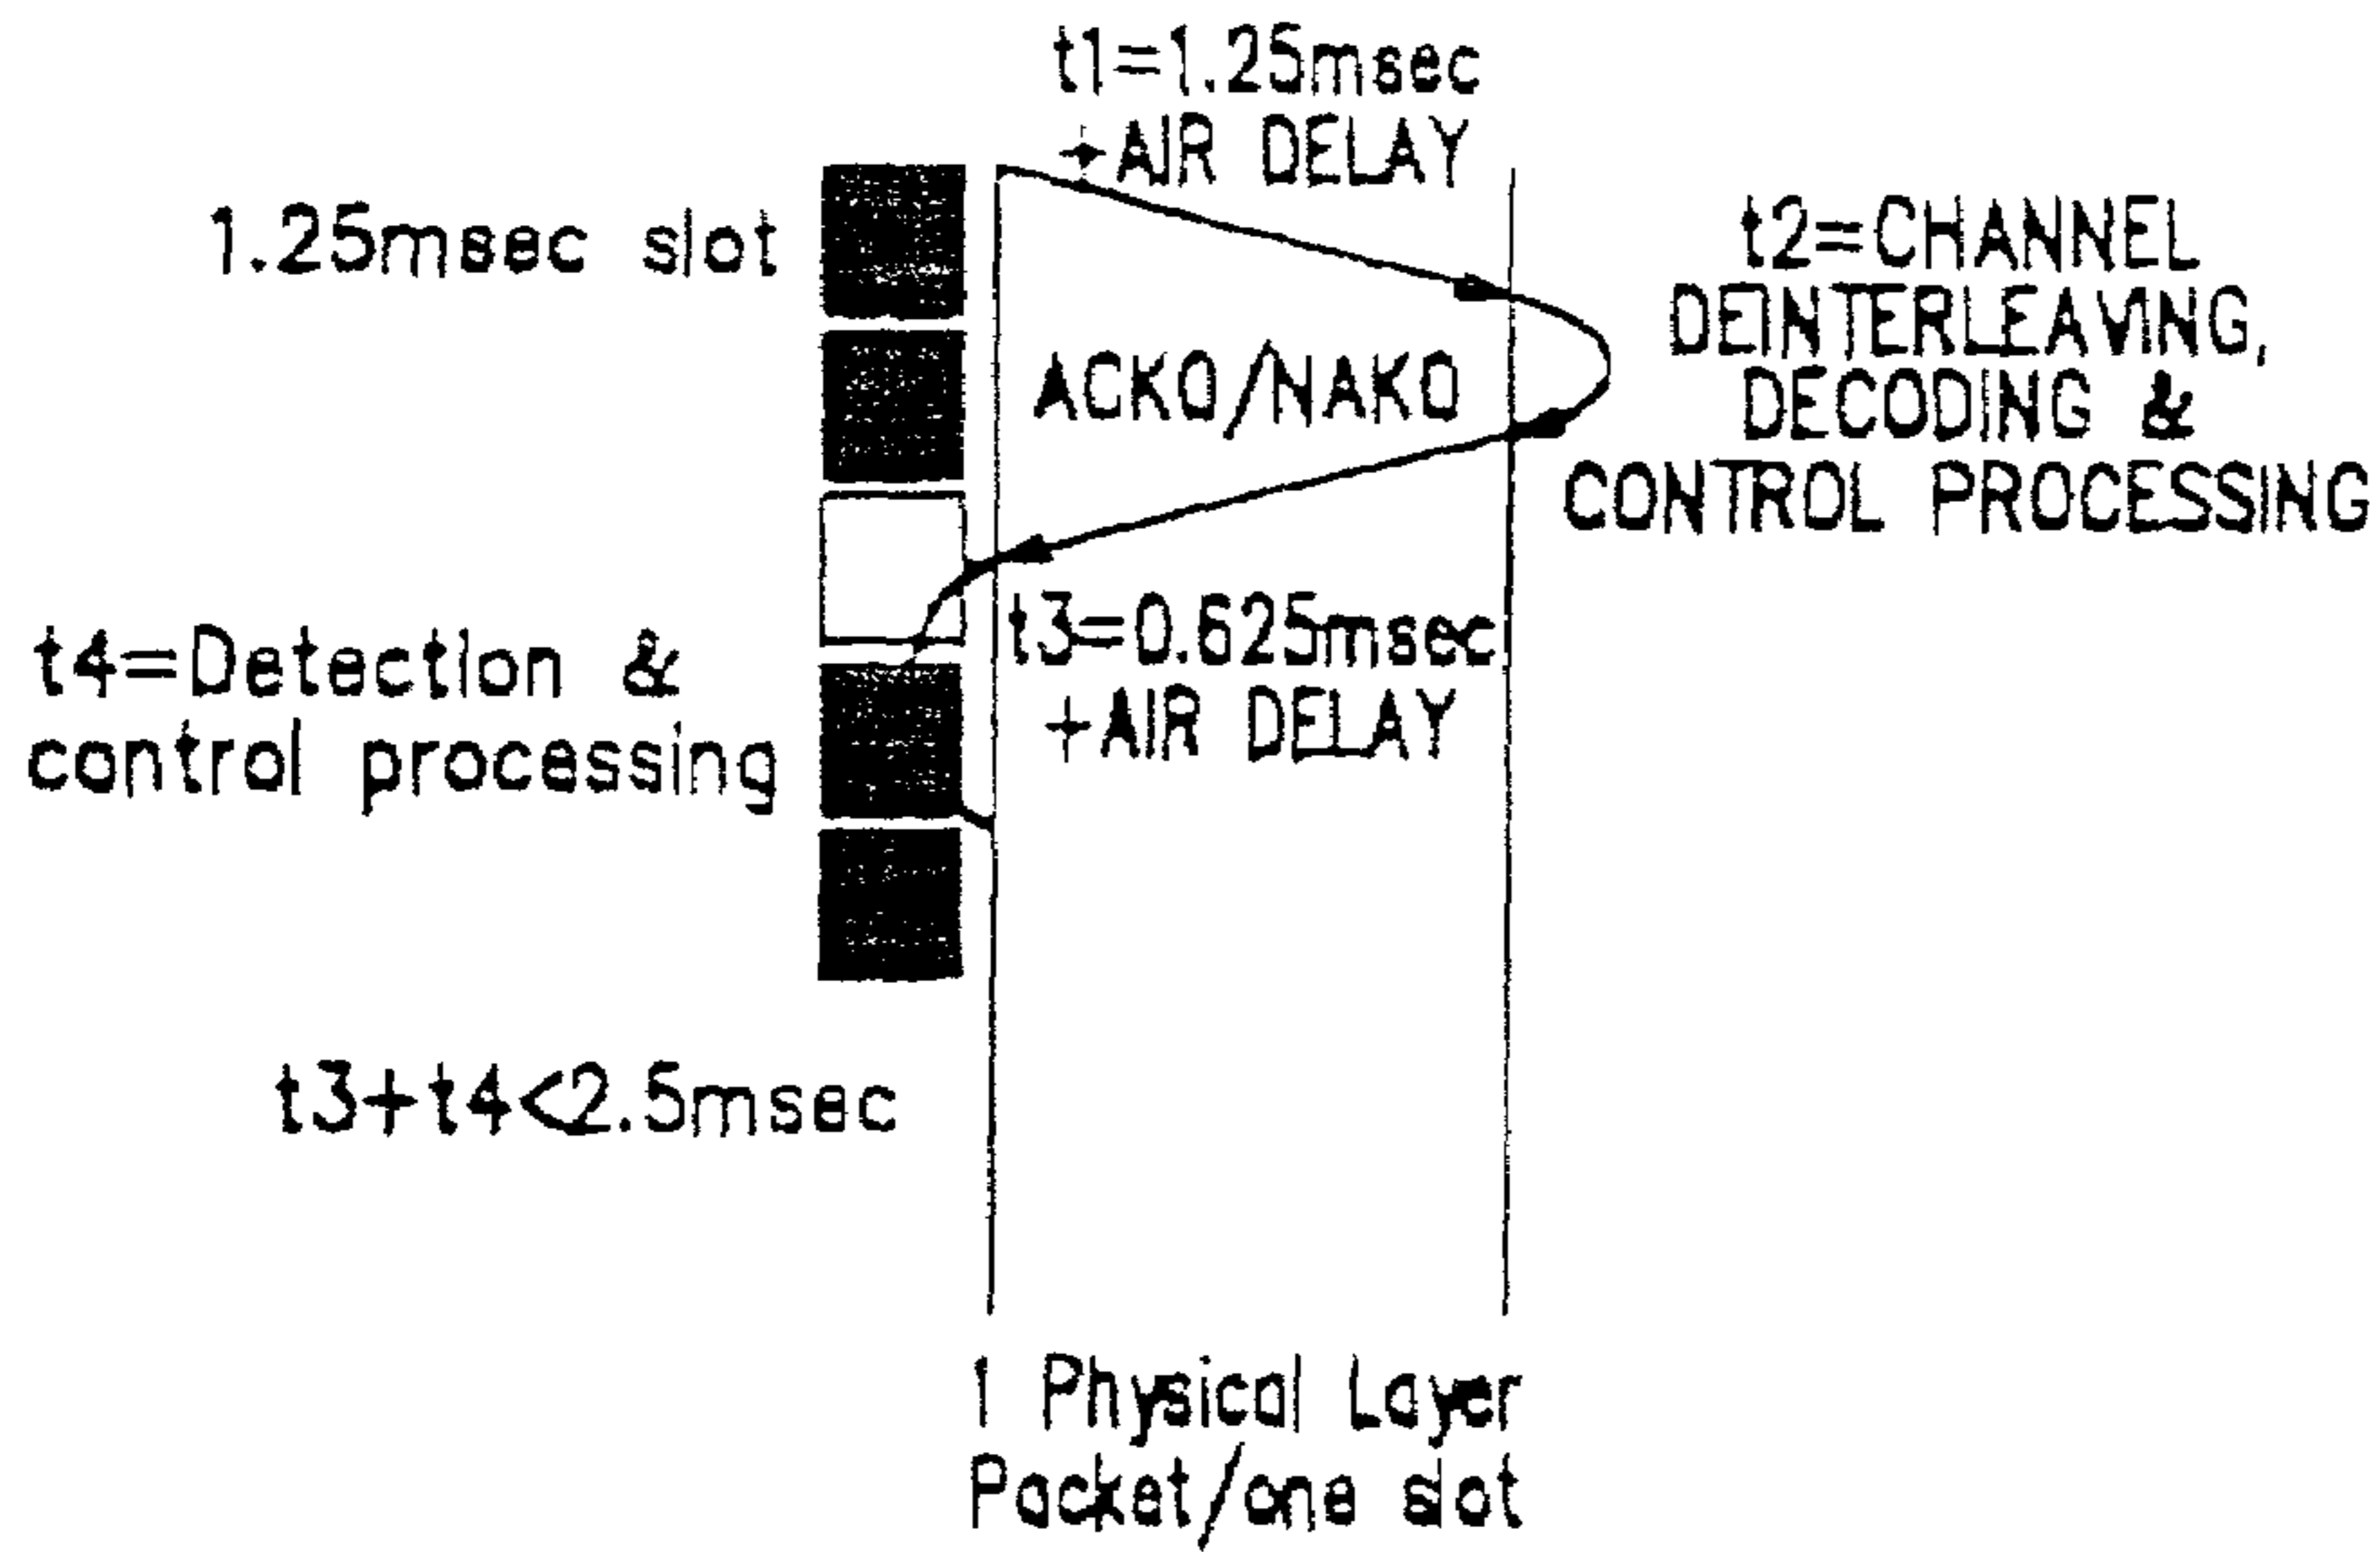 t1=1.25msec
+AIR DELAY
1.25msec slot
t2=CHANNEL
DEINTERLEAVING,
DECODING &
CONTROL PROCESSING
ACK0/NAK0
t3=0.625msec
+AIR DELAY
t4=Detection &
control processing
t3+t4<2.5msec
1 Physical Layer
Packet/one slot